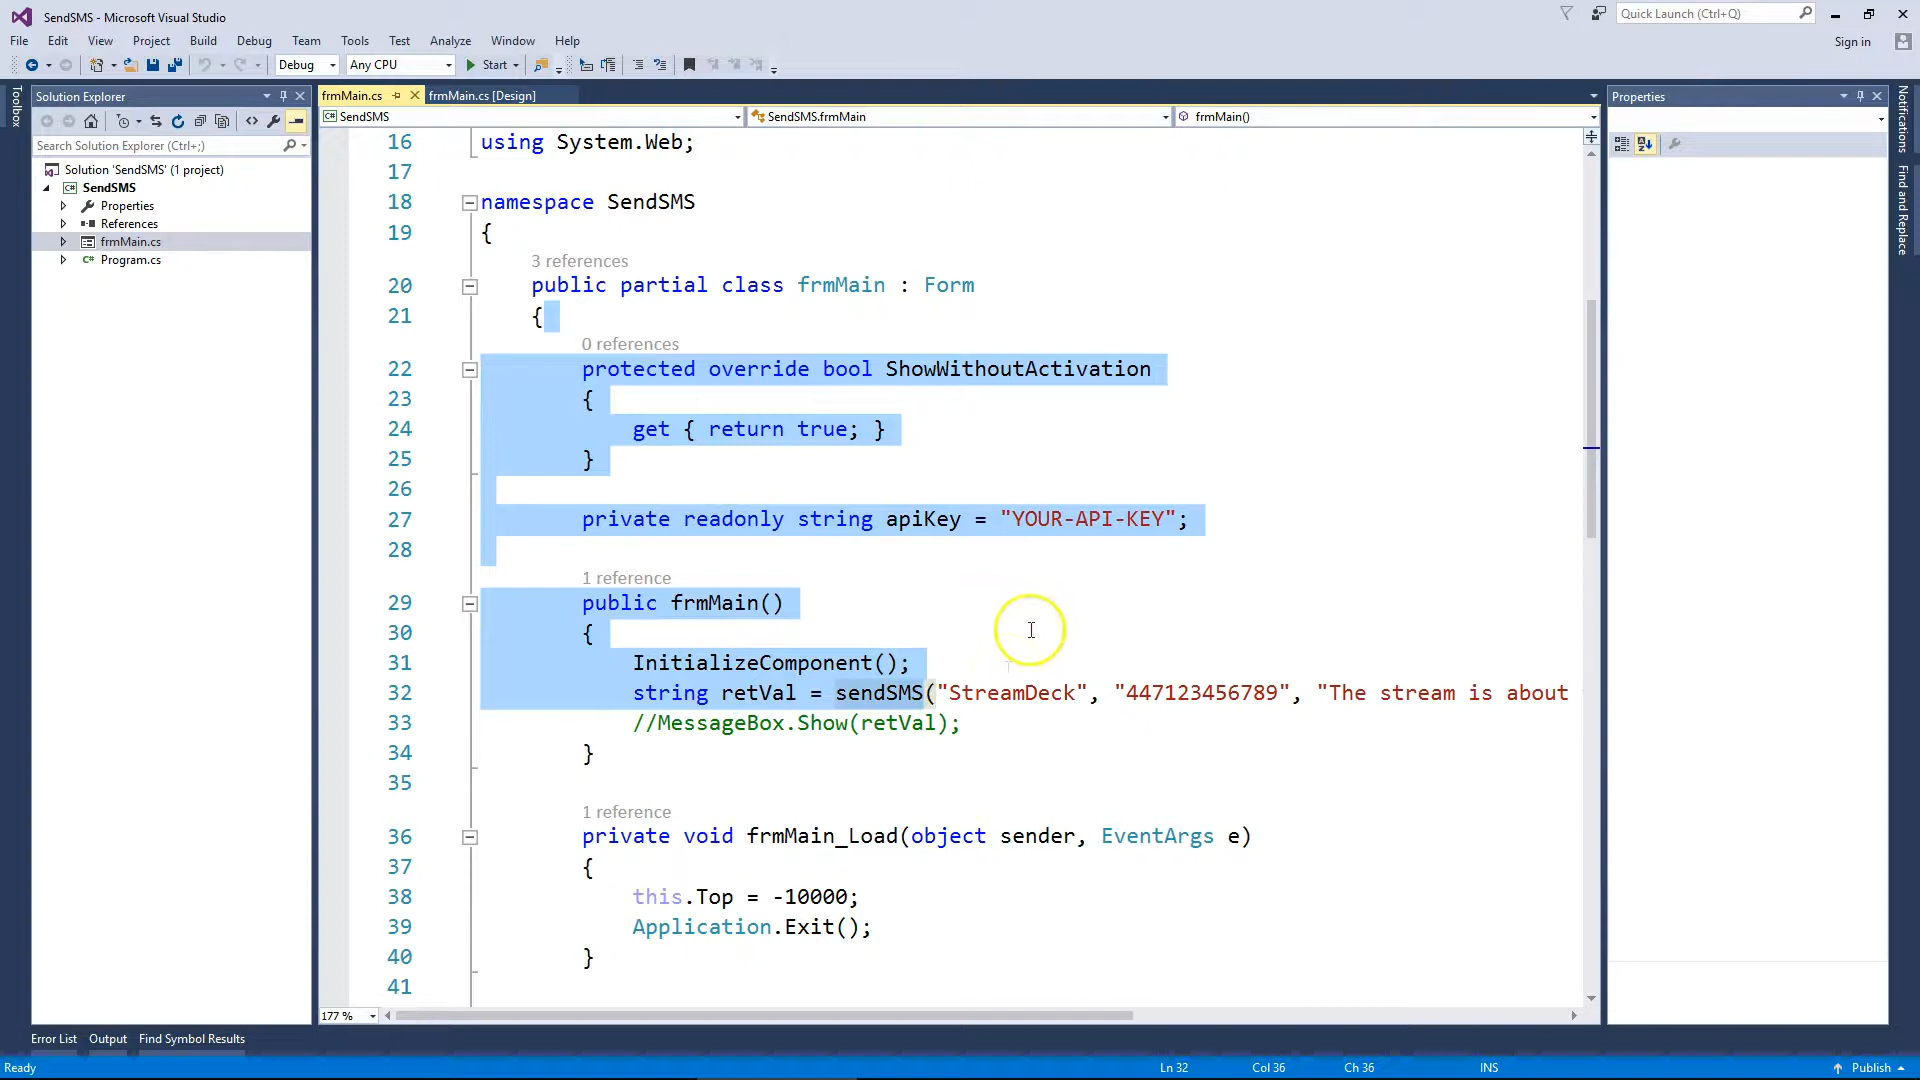 SendSMS - Microsoft Visual Studio
Quick Launch (Ctrl+Q)
File Edit View Project Build Debug Team Tools Test Analyze Window Help
Sign in
Debug Any CPU Start
Toolbox
Solution Explorer
Search Solution Explorer (Ctrl+;)
Solution 'SendSMS' (1 project)
SendSMS
Properties
References
frmMain.cs
Program.cs
frmMain.cs frmMain.cs [Design]
SendSMS SendSMS.frmMain frmMain()
16 using System.Web;
17
18 namespace SendSMS
19 {
3 references
20 public partial class frmMain : Form
21 {
0 references
22 protected override bool ShowWithoutActivation
23 {
24 get { return true; }
25 }
26
27 private readonly string apiKey = "YOUR-API-KEY";
28
1 reference
29 public frmMain()
30 {
31 InitializeComponent();
32 string retVal = sendSMS("StreamDeck", "447123456789", "The stream is about
33 //MessageBox.Show(retVal);
34 }
35
1 reference
36 private void frmMain_Load(object sender, EventArgs e)
37 {
38 this.Top = -10000;
39 Application.Exit();
40 }
41
177 %
Properties
Notifications
Find and Replace
Error List Output Find Symbol Results
Ready Ln 32 Col 36 Ch 36 INS Publish